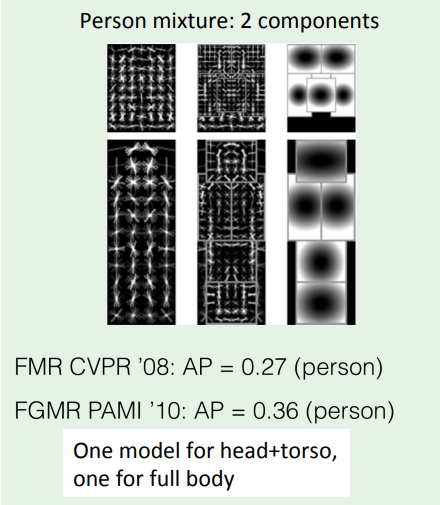 Person mixture: 2 components
FMR CVPR ’08: AP = 0.27 (person)
FGMR PAMI ’10: AP = 0.36 (person)
One model for head+torso,
one for full body